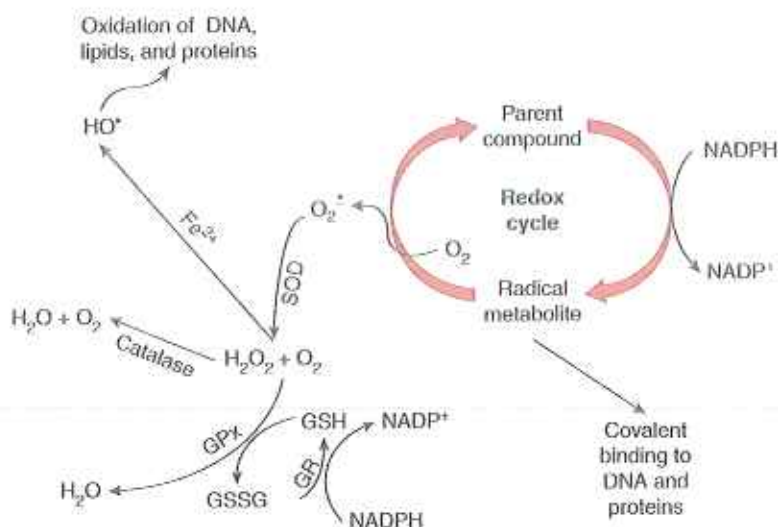 Oxidation of DNA,
lipids, and proteins
HO•
Fe²⁺
Parent
compound
NADPH
O₂⁻•
Redox
cycle
O₂
NADP⁺
SOD
Radical
metabolite
H₂O + O₂
Catalase
H₂O₂ + O₂
GPx
GSH
NADP⁺
GR
H₂O
GSSG
NADPH
Covalent
binding to
DNA and
proteins